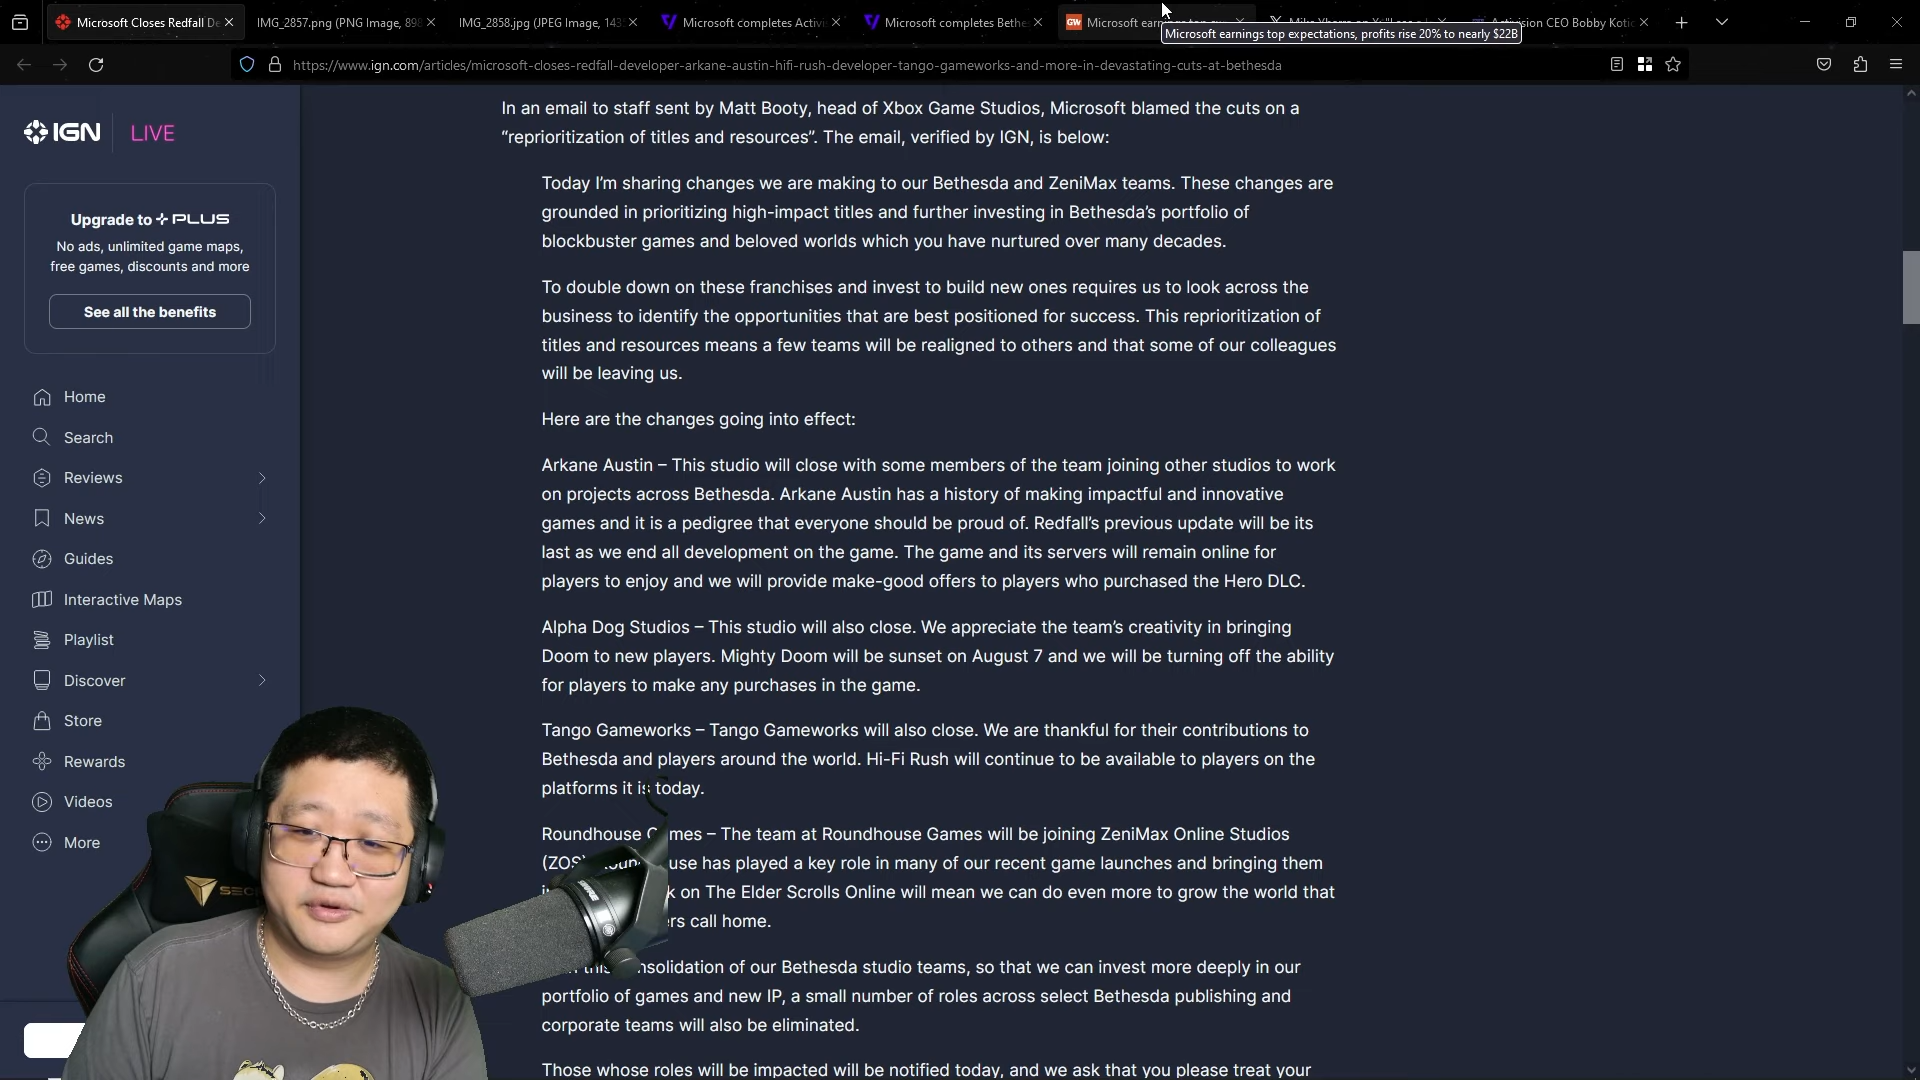 Microsoft Closes Redfall De
IMG_2857.png (PNG Image, 898
IMG_2858.jpg (JPEG Image, 143
Microsoft completes Activi
Microsoft completes Bethe
GW Microsoft earnings top
Mike Ybarra on X:
Activision CEO Bobby Kotic
Microsoft earnings top expectations, profits rise 20% to nearly $22B
https://www.ign.com/articles/microsoft-closes-redfall-developer-arkane-austin-hifi-rush-developer-tango-gameworks-and-more-in-devastating-cuts-at-bethesda
IGN LIVE
Upgrade to PLUS
No ads, unlimited game maps,
free games, discounts and more
See all the benefits
Home
Search
Reviews
News
Guides
Interactive Maps
Playlist
Discover
Store
Rewards
Videos
More
In an email to staff sent by Matt Booty, head of Xbox Game Studios, Microsoft blamed the cuts on a
“reprioritization of titles and resources”. The email, verified by IGN, is below:
Today I’m sharing changes we are making to our Bethesda and ZeniMax teams. These changes are
grounded in prioritizing high-impact titles and further investing in Bethesda’s portfolio of
blockbuster games and beloved worlds which you have nurtured over many decades.
To double down on these franchises and invest to build new ones requires us to look across the
business to identify the opportunities that are best positioned for success. This reprioritization of
titles and resources means a few teams will be realigned to others and that some of our colleagues
will be leaving us.
Here are the changes going into effect:
Arkane Austin – This studio will close with some members of the team joining other studios to work
on projects across Bethesda. Arkane Austin has a history of making impactful and innovative
games and it is a pedigree that everyone should be proud of. Redfall’s previous update will be its
last as we end all development on the game. The game and its servers will remain online for
players to enjoy and we will provide make-good offers to players who purchased the Hero DLC.
Alpha Dog Studios – This studio will also close. We appreciate the team’s creativity in bringing
Doom to new players. Mighty Doom will be sunset on August 7 and we will be turning off the ability
for players to make any purchases in the game.
Tango Gameworks – Tango Gameworks will also close. We are thankful for their contributions to
Bethesda and players around the world. Hi-Fi Rush will continue to be available to players on the
platforms it is today.
Roundhouse Games – The team at Roundhouse Games will be joining ZeniMax Online Studios
(ZOS) use has played a key role in many of our recent game launches and bringing them
k on The Elder Scrolls Online will mean we can do even more to grow the world that
ers call home.
this nsolidation of our Bethesda studio teams, so that we can invest more deeply in our
portfolio of games and new IP, a small number of roles across select Bethesda publishing and
corporate teams will also be eliminated.
Those whose roles will be impacted will be notified today, and we ask that you please treat your
SHURE